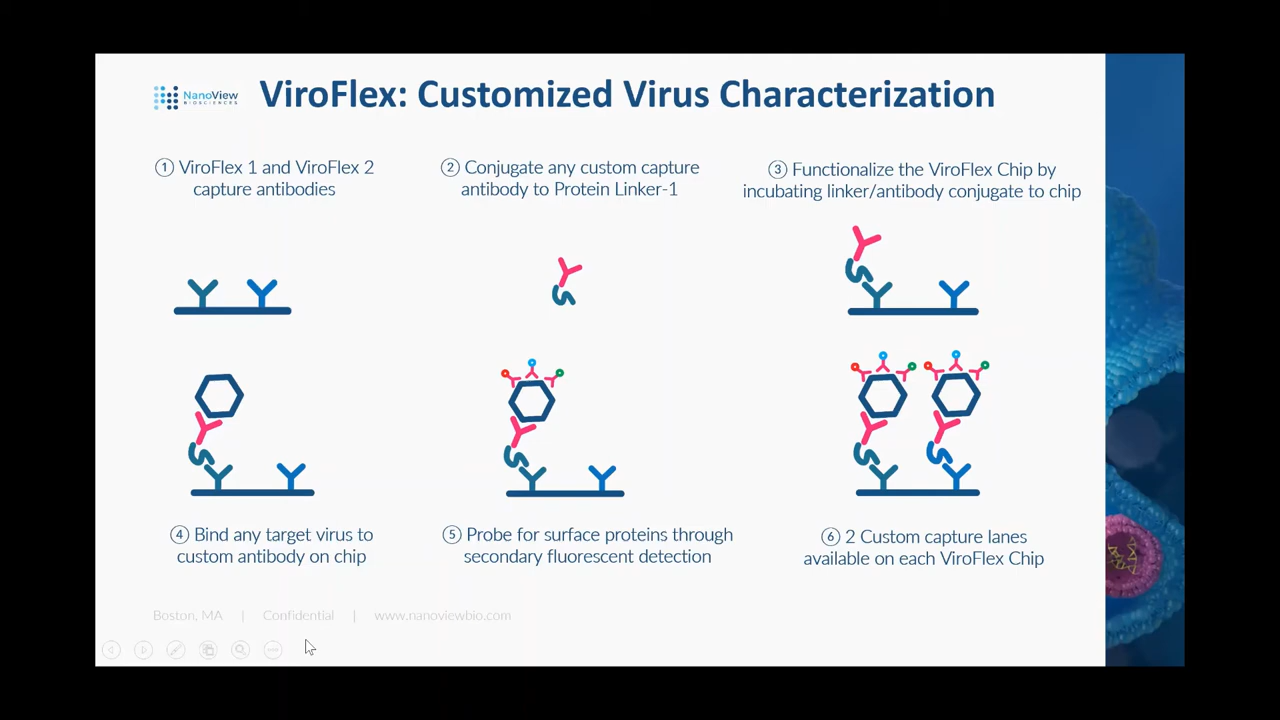 NanoView
BIOSCIENCES
ViroFlex: Customized Virus Characterization
① ViroFlex 1 and ViroFlex 2
capture antibodies
② Conjugate any custom capture
antibody to Protein Linker-1
③ Functionalize the ViroFlex Chip by
incubating linker/antibody conjugate to chip
④ Bind any target virus to
custom antibody on chip
⑤ Probe for surface proteins through
secondary fluorescent detection
⑥ 2 Custom capture lanes
available on each ViroFlex Chip
Boston, MA | Confidential | www.nanoviewbio.com